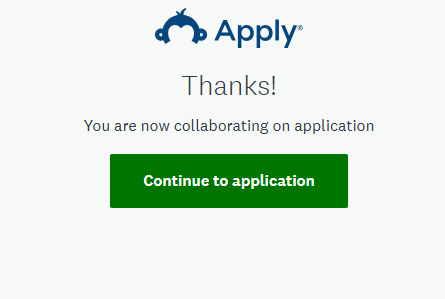 Apply®
Thanks!
You are now collaborating on application
Continue to application